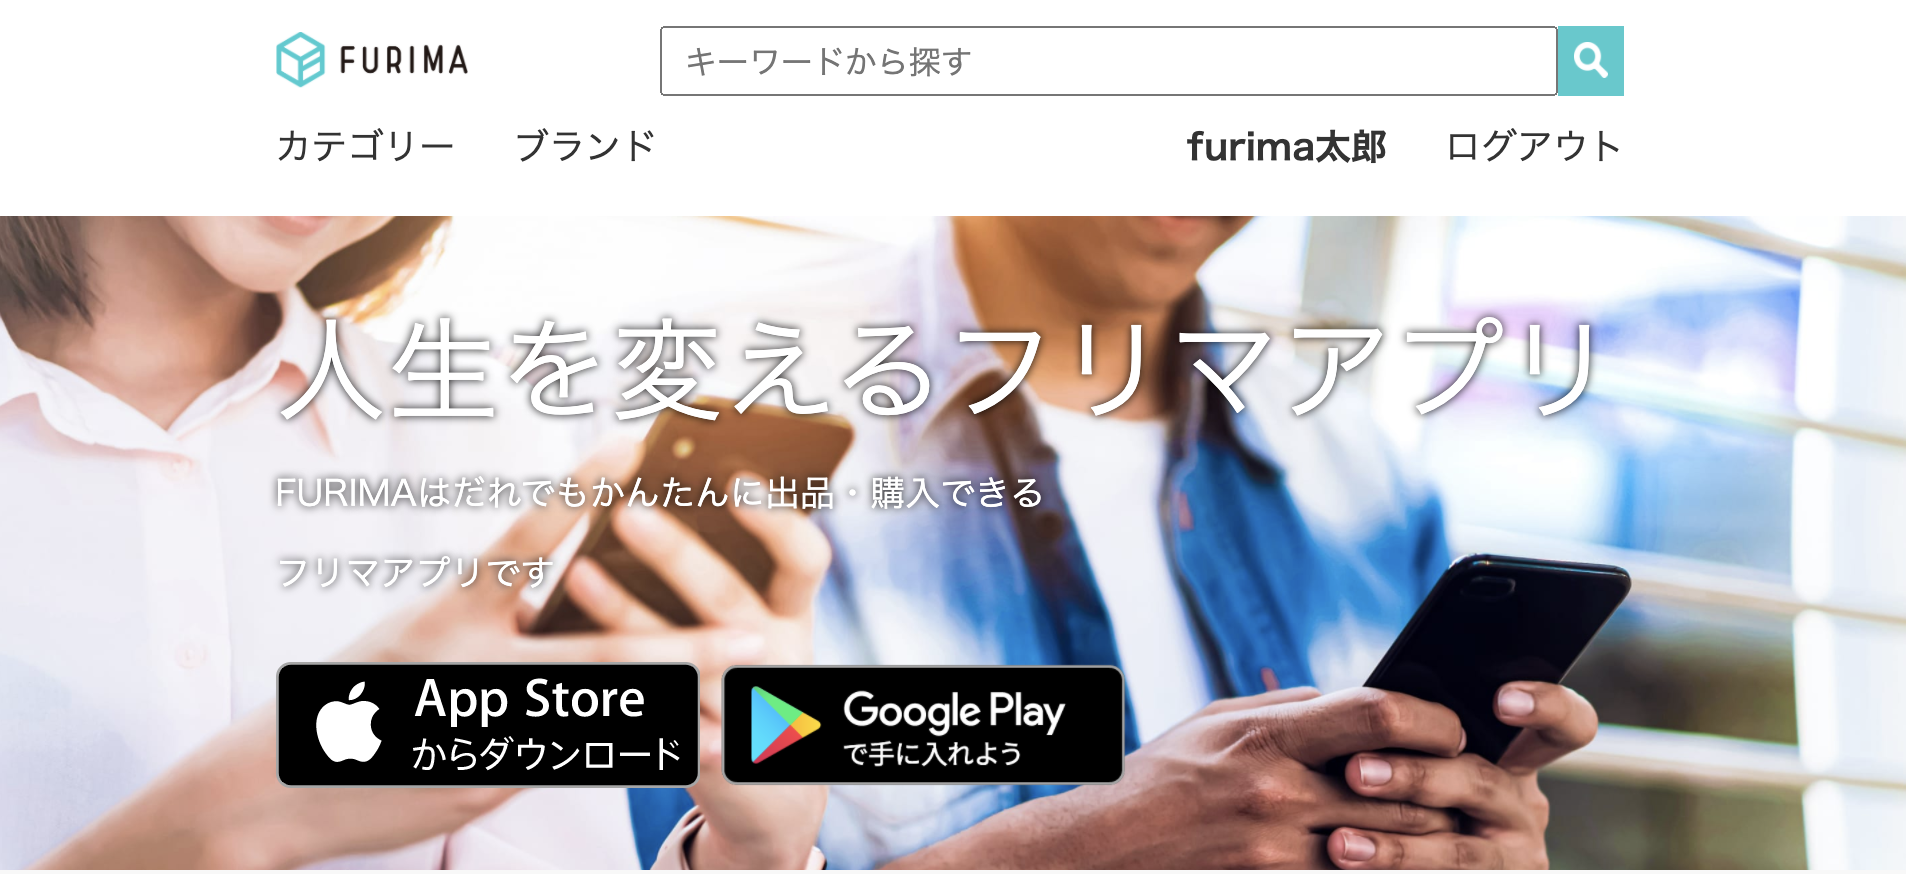 FURIMA
キーワードから探す
カテゴリー ブランド furima太郎 ログアウト
人生を変えるフリマアプリ
FURIMAはだれでもかんたんに出品・購入できる
フリマアプリです
App Store
からダウンロード
Google Play
で手に入れよう